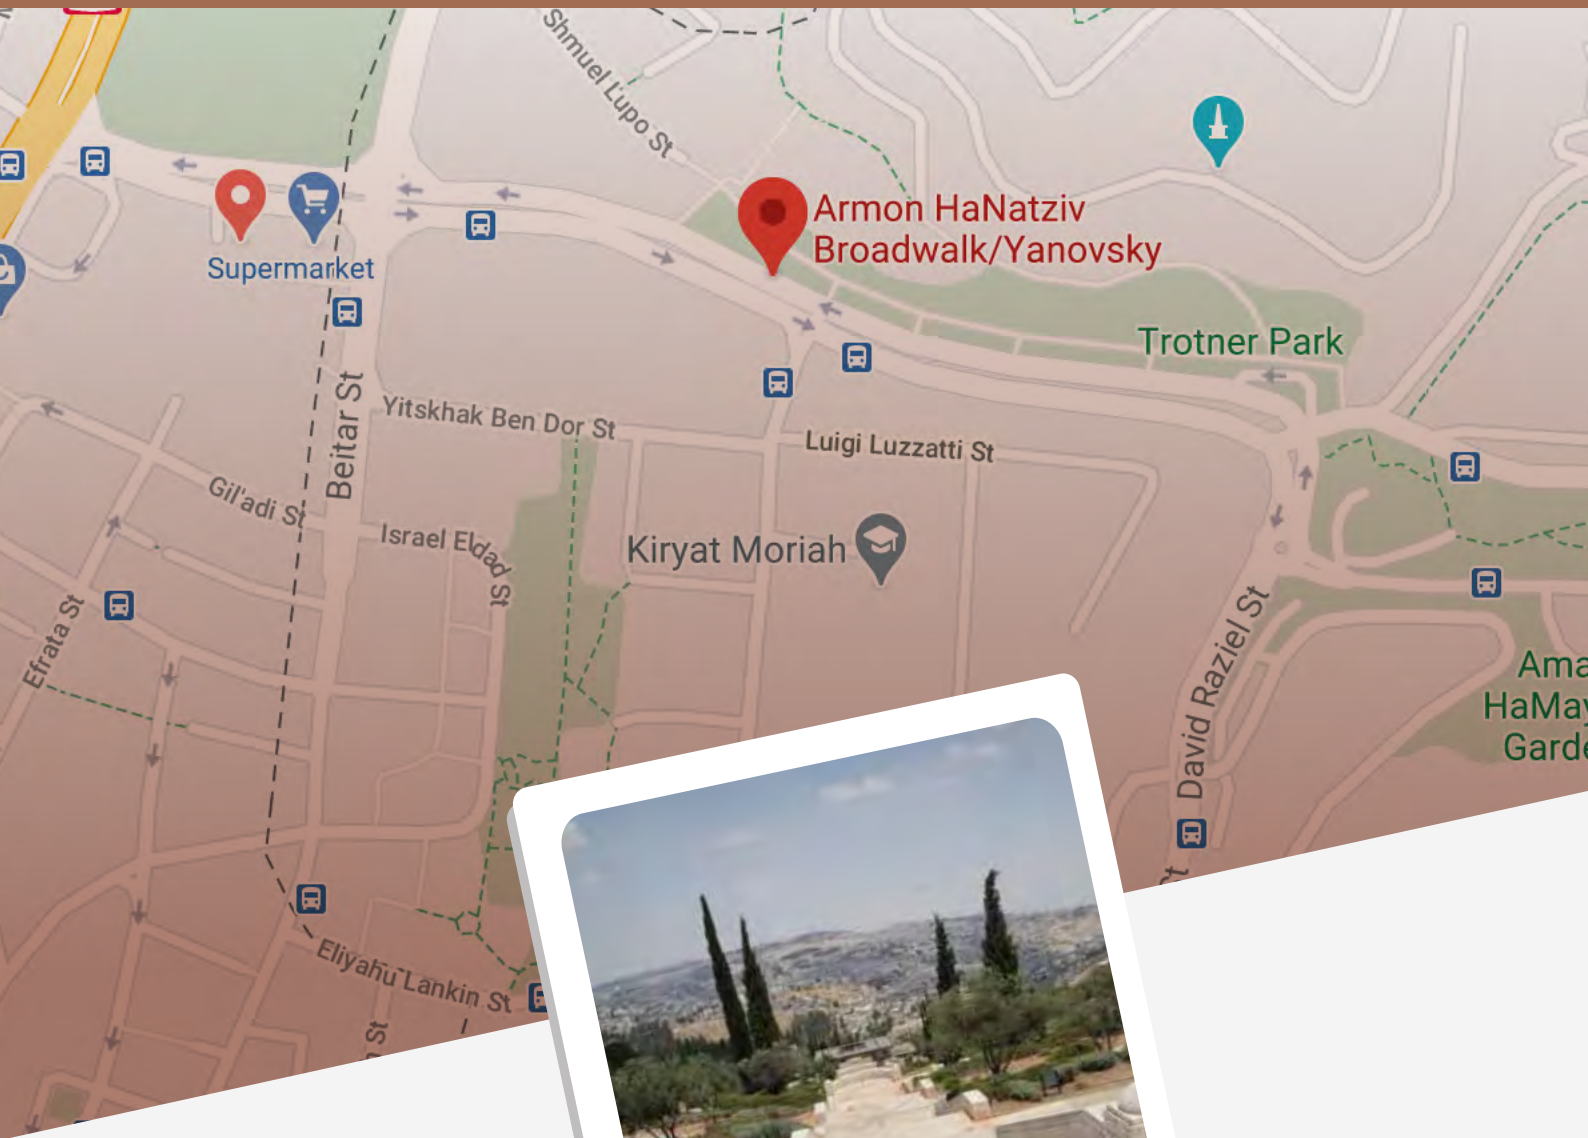 Shmuel Lupo St
Armon HaNatziv
Broadwalk/Yanovsky
Supermarket
Trotner Park
Beitar St
Yitskhak Ben Dor St
Luigi Luzzatti St
Gil'adi St
Israel Eldad St
Kiryat Moriah
Efrata St
David Raziel St
Eliyahu Lankin St
St